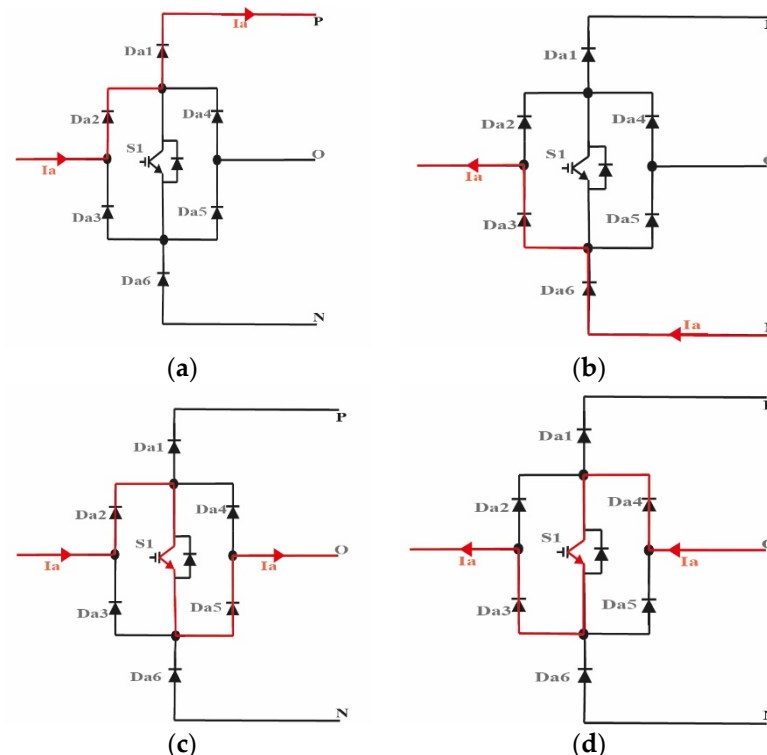 Ia P
Da1
Da2
Da4
S1
O
Ia
Da3
Da5
Da6
N
(a)
Da1
Da2
Da4
S1
Ia
Da3
Da5
Da6
Ia
(b)
P
Da1
Da2
Da4
S1
O
Ia
Ia
Da3
Da5
Da6
N
(c)
Da1
Da2
Da4
S1
Ia
Ia
Da3
Da5
Da6
N
(d)